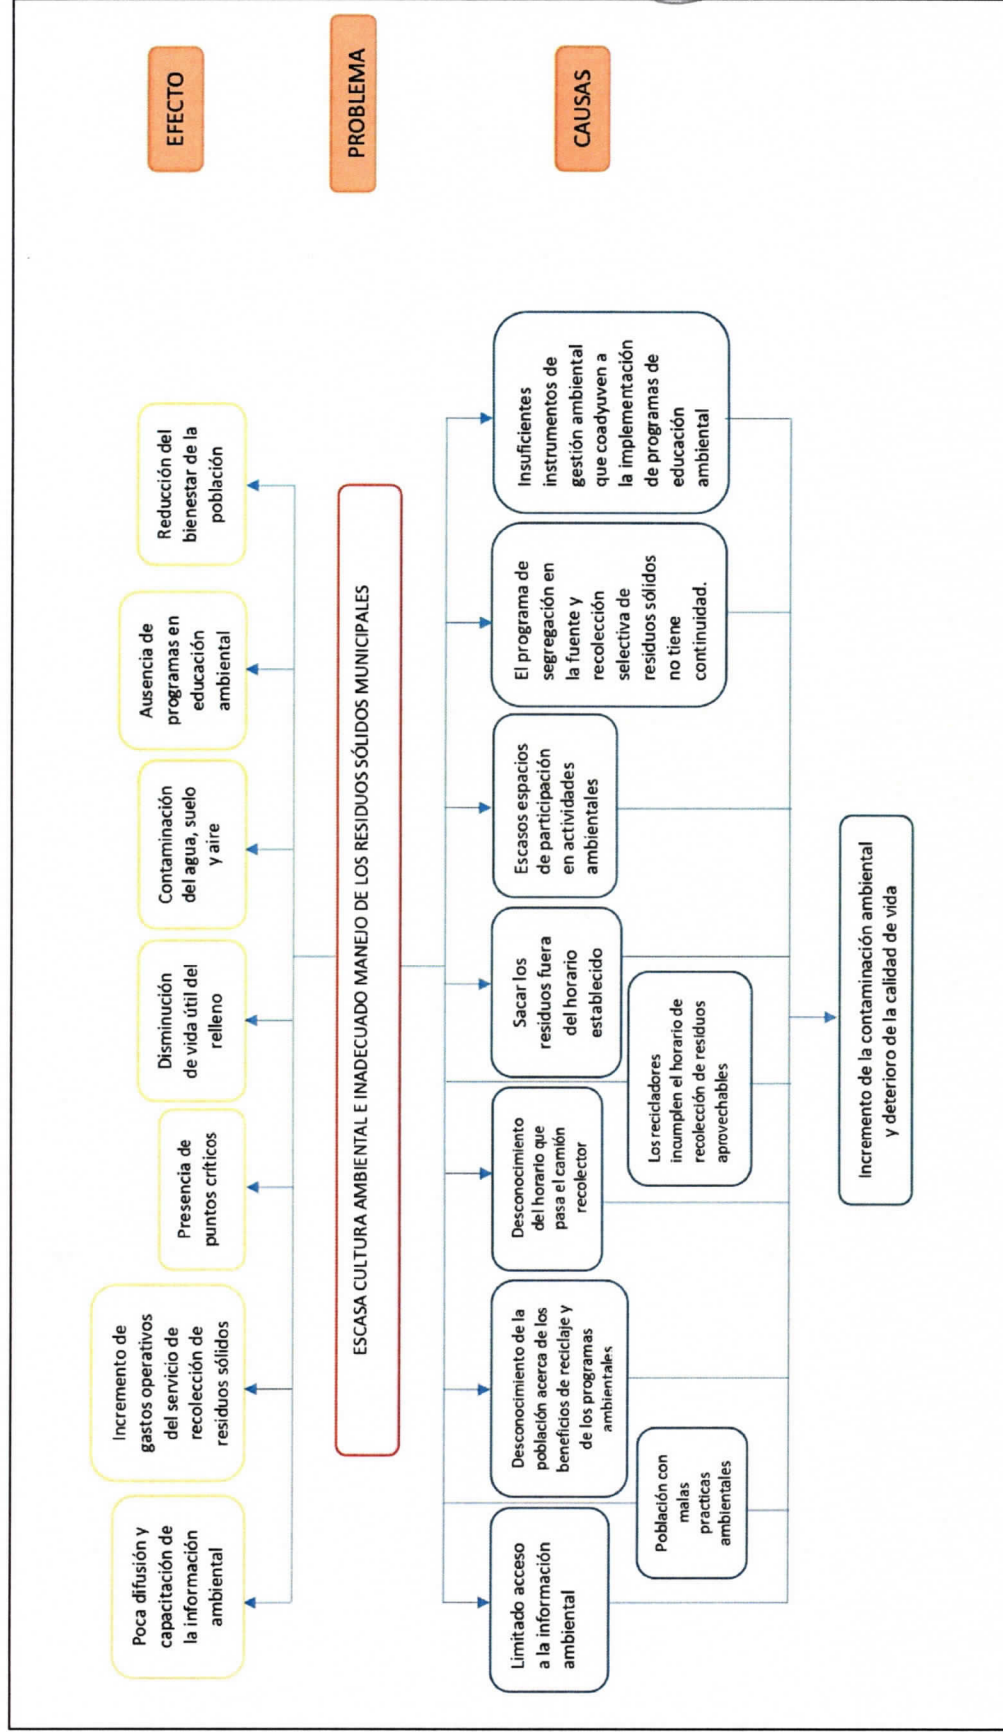 Poca difusión y
capacitación de
la información
ambiental
Incremento de
gastos operativos
del servicio de
recolección de
residuos sólidos
Presencia de
puntos críticos
Disminución
de vida útil del
relleno
Contaminación
del agua, suelo
y aire
Ausencia de
programas en
educación
ambiental
Reducción del
bienestar de la
población
EFECTO
ESCASA CULTURA AMBIENTAL E INADECUADO MANEJO DE LOS RESIDUOS SÓLIDOS MUNICIPALES
PROBLEMA
Limitado acceso
a la información
ambiental
Población con
malas
practicas
ambientales
Desconocimiento de la
población acerca de los
beneficios de reciclaje y
de los programas
ambientales
Desconocimiento
del horario que
pasa el camión
recolector
Los recicladores
incumplen el horario de
recolección de residuos
aprovechables
Sacar los
residuos fuera
del horario
establecido
Escasos espacios
de participación
en actividades
ambientales
El programa de
segregación en
la fuente y
recolección
selectiva de
residuos sólidos
no tiene
continuidad.
Insuficientes
instrumentos de
gestión ambiental
que coadyuven a
la implementación
de programas de
educación
ambiental
CAUSAS
Incremento de la contaminación ambiental
y deterioro de la calidad de vida